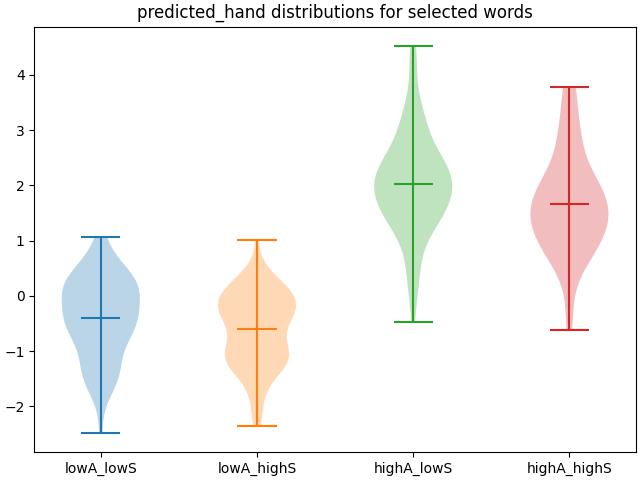 predicted_hand distributions for selected words
4
3
2
1
0
−1
−2
lowA_lowS
lowA_highS
highA_lowS
highA_highS